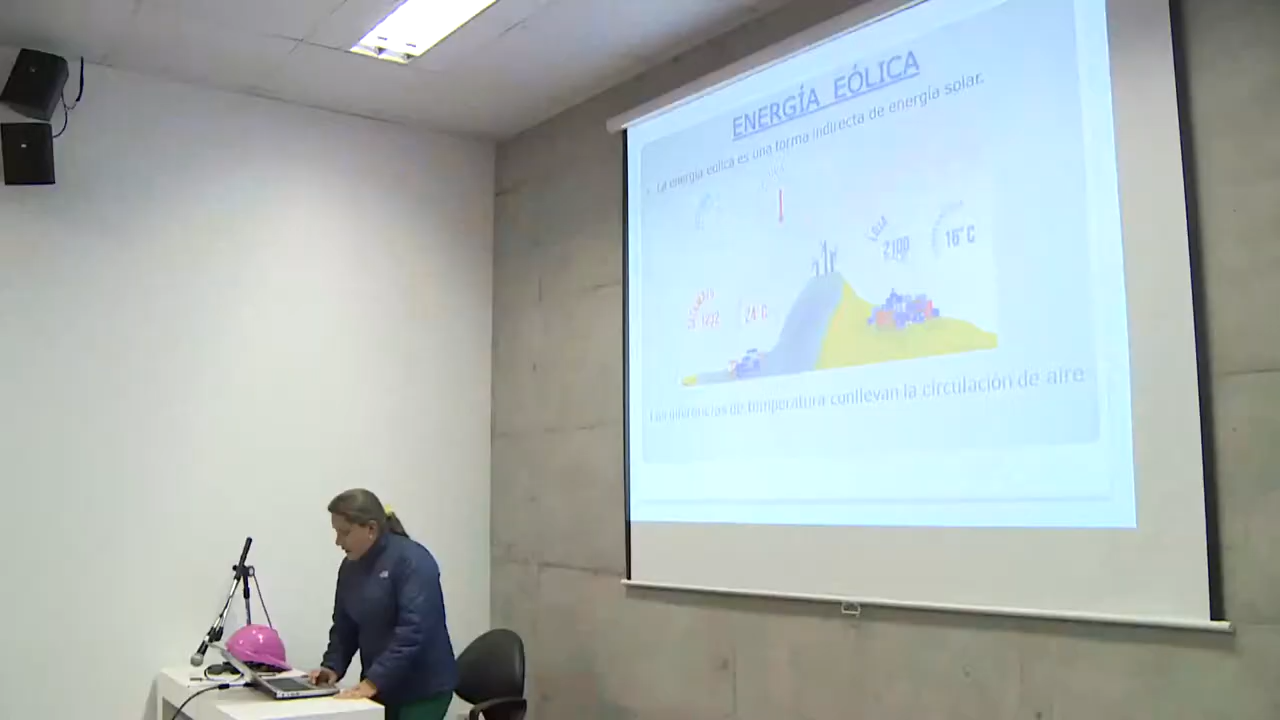 ENERGÍA EÓLICA
La energía eólica es una forma indirecta de energía solar.
2100
16°C
24°C
Las diferencias de temperatura conllevan la circulación de aire